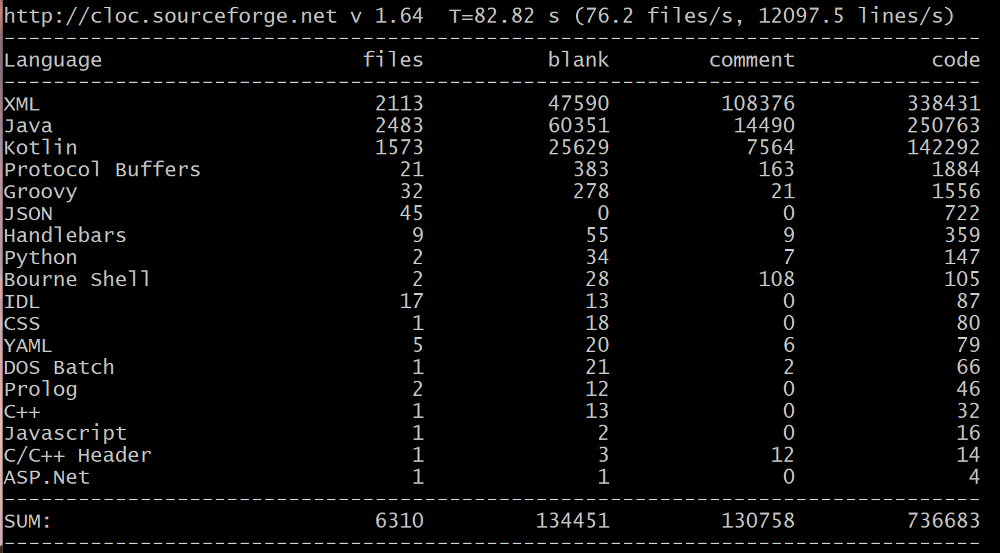 http://cloc.sourceforge.net v 1.64  T=82.82 s (76.2 files/s, 12097.5 lines/s)
-------------------------------------------------------------------------------
Language                     files          blank        comment           code
-------------------------------------------------------------------------------
XML                           2113          47590         108376         338431
Java                          2483          60351          14490         250763
Kotlin                        1573          25629           7564         142292
Protocol Buffers                21            383            163           1884
Groovy                          32            278             21           1556
JSON                            45              0              0            722
Handlebars                       9             55              9            359
Python                           2             34              7            147
Bourne Shell                     2             28            108            105
IDL                             17             13              0             87
CSS                              1             18              0             80
YAML                             5             20              6             79
DOS Batch                        1             21              2             66
Prolog                           2             12              0             46
C++                              1             13              0             32
Javascript                       1              2              0             16
C/C++ Header                     1              3             12             14
ASP.Net                          1              1              0              4
-------------------------------------------------------------------------------
SUM:                          6310         134451         130758         736683
-------------------------------------------------------------------------------